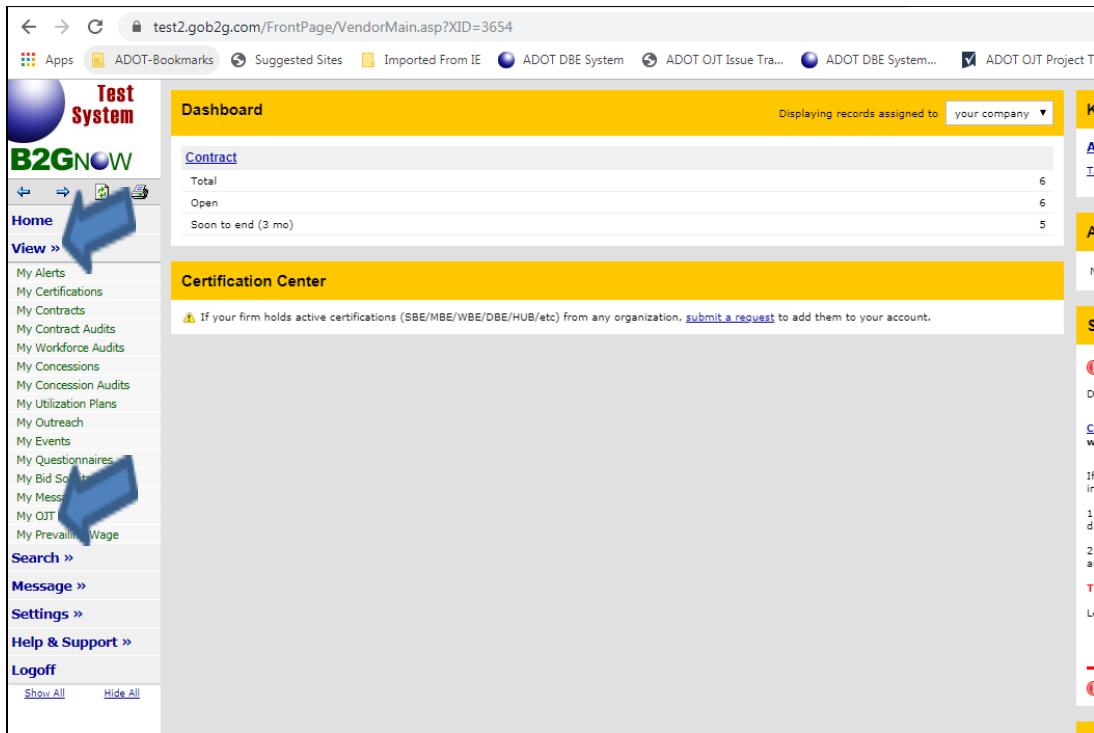 test2.gob2g.com/FrontPage/VendorMain.asp?XID=3654
Apps ADOT-Bookmarks Suggested Sites Imported From IE ADOT DBE System ADOT OJT Issue Tra... ADOT DBE System... ADOT OJT Project T
Test
System
B2GNOW
Dashboard Displaying records assigned to your company
Contract
Total 6
Open 6
Soon to end (3 mo) 5
Certification Center
If your firm holds active certifications (SBE/MBE/WBE/DBE/HUB/etc) from any organization, submit a request to add them to your account.
Home
View »
My Alerts
My Certifications
My Contracts
My Contract Audits
My Workforce Audits
My Concessions
My Concession Audits
My Utilization Plans
My Outreach
My Events
My Questionnaires
My Bid
My
My OJT
My Wage
Search »
Message »
Settings »
Help & Support »
Logoff
Show All Hide All